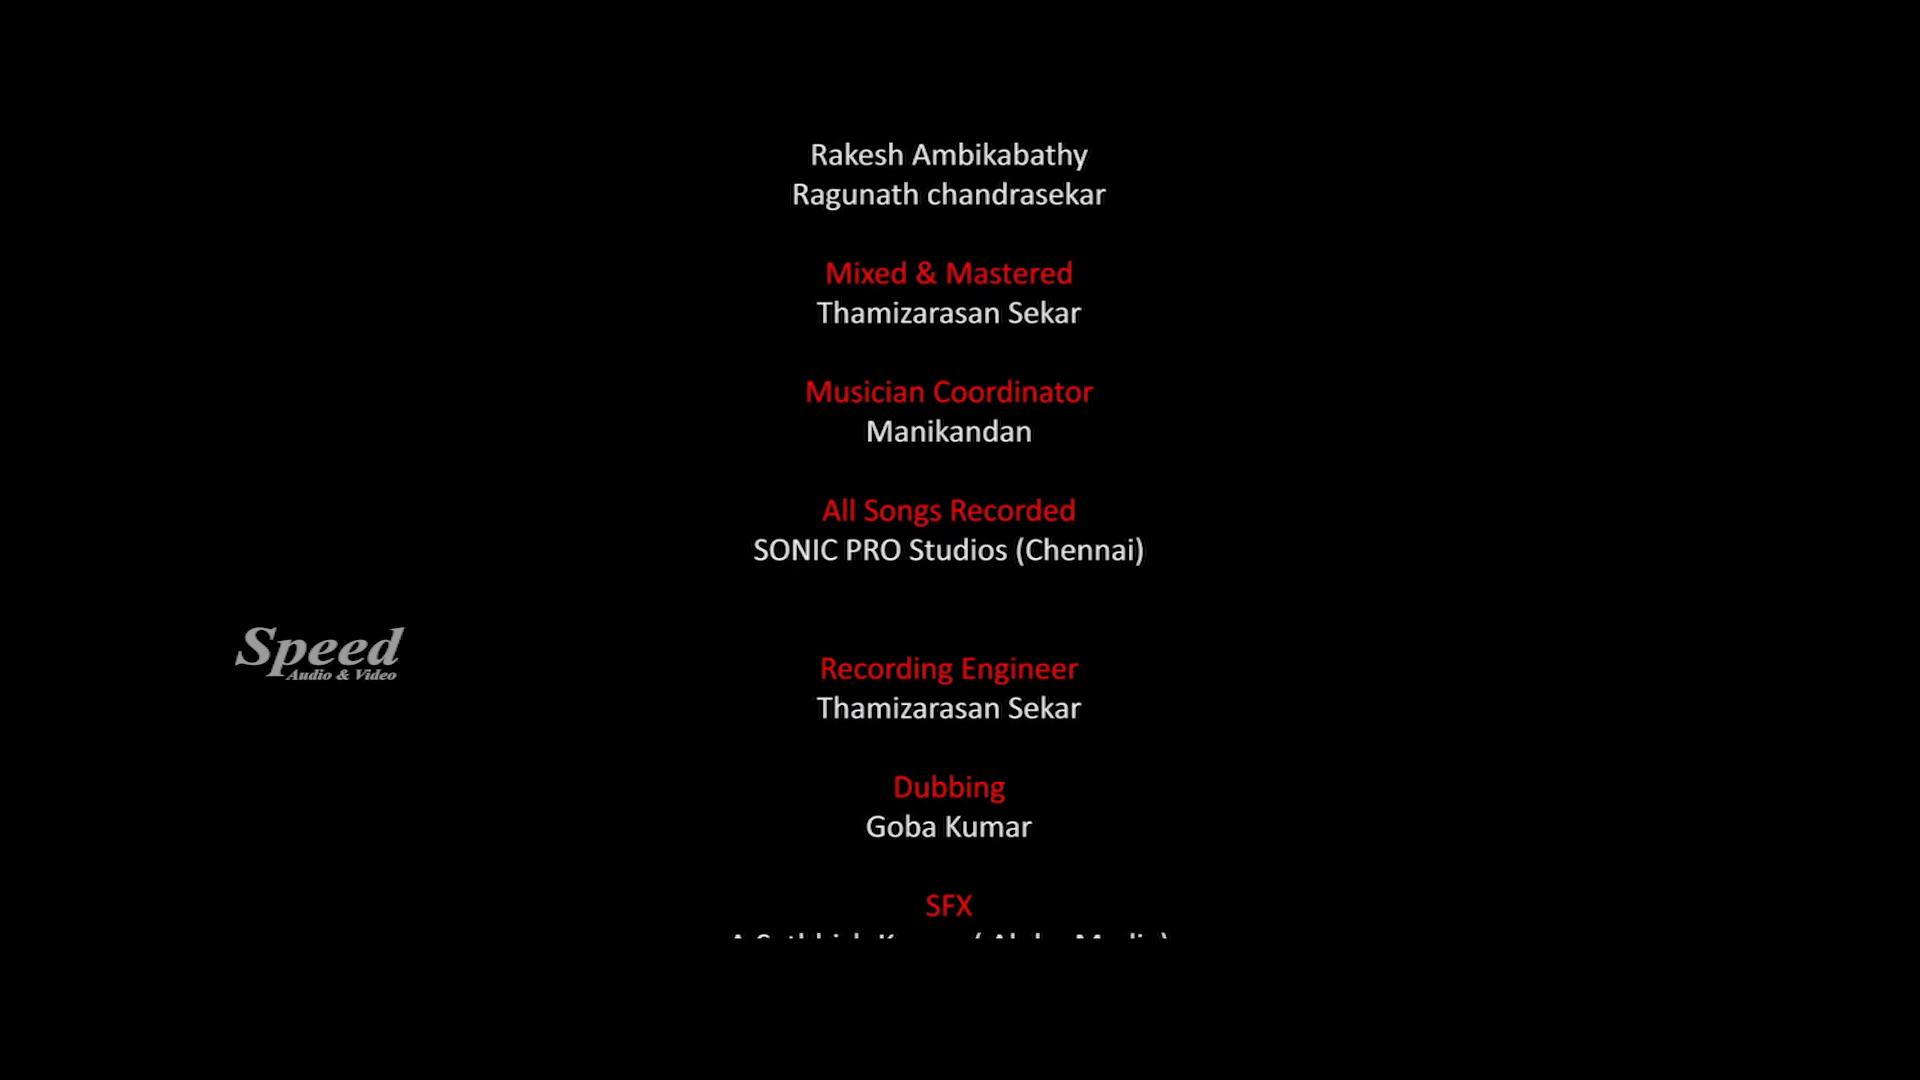 Rakesh Ambikabathy
Ragunath chandrasekar
Mixed & Mastered
Thamizarasan Sekar
Musician Coordinator
Manikandan
All Songs Recorded
SONIC PRO Studios (Chennai)
Speed
Audio & Video
Recording Engineer
Thamizarasan Sekar
Dubbing
Goba Kumar
SFX